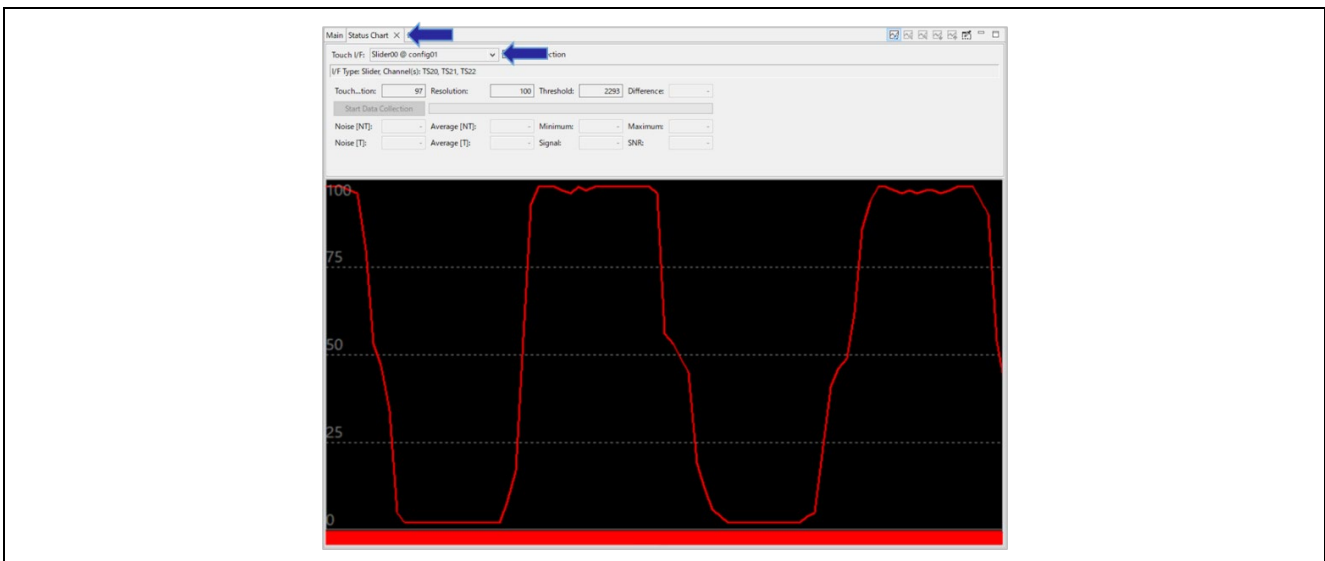 Main Status Chart
Touch I/F: Slider00 @ config01 ction
I/F Type: Slider, Channel(s): TS20, TS21, TS22
Touch...tion: 97 Resolution: 100 Threshold: 2293 Difference: -
Start Data Collection
Noise [NT]: - Average [NT]: - Minimum: - Maximum: -
Noise [T]: - Average [T]: - Signal: - SNR: -
100
75
50
25
0